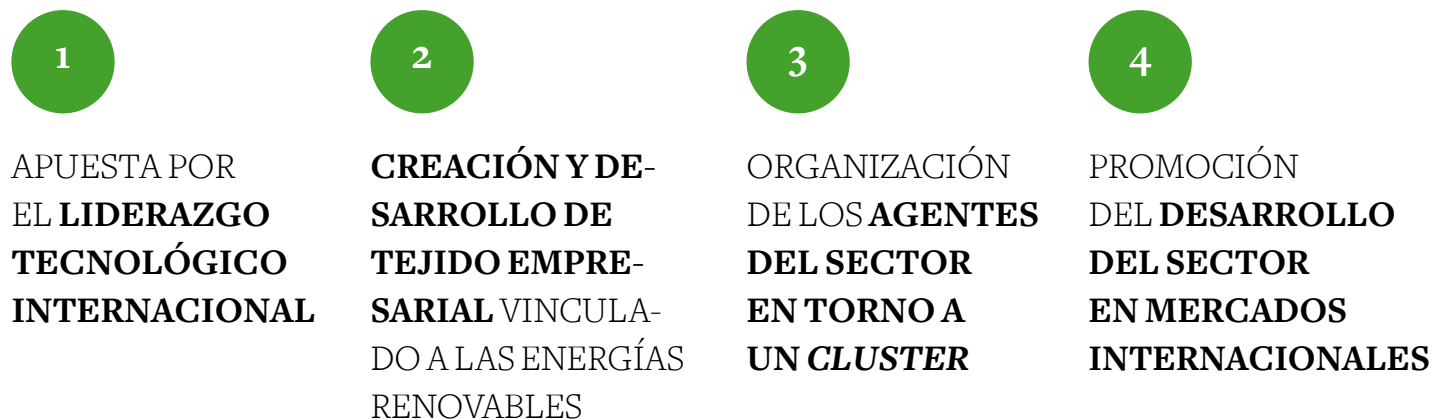 1
APUESTA POR
EL LIDERAZGO
TECNOLÓGICO
INTERNACIONAL
2
CREACIÓN Y DE-
SARROLLO DE
TEJIDO EMPRE-
SARIAL VINCULA-
DO A LAS ENERGÍAS
RENOVABLES
3
ORGANIZACIÓN
DE LOS AGENTES
DEL SECTOR
EN TORNO A
UN CLUSTER
4
PROMOCIÓN
DEL DESARROLLO
DEL SECTOR
EN MERCADOS
INTERNACIONALES